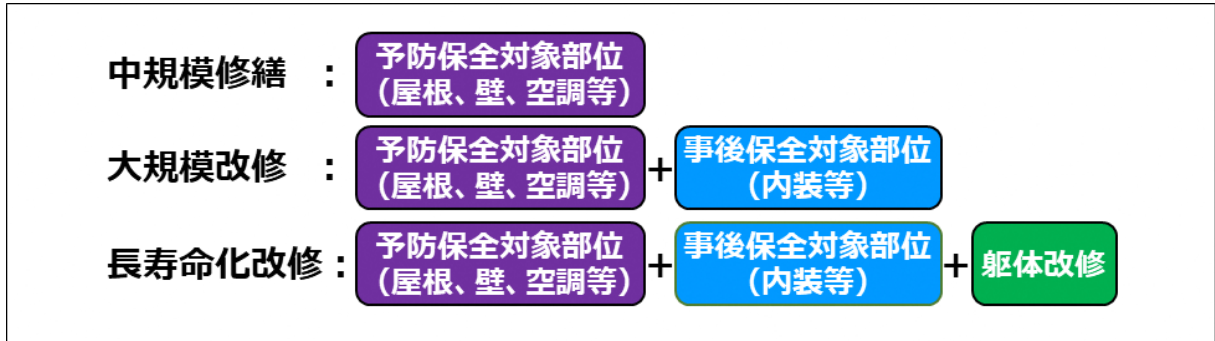 中規模修繕 : 予防保全対象部位
(屋根、壁、空調等)
大規模改修 : 予防保全対象部位 + 事後保全対象部位
(屋根、壁、空調等) (内装等)
長寿命化改修: 予防保全対象部位 + 事後保全対象部位 + 躯体改修
(屋根、壁、空調等) (内装等)